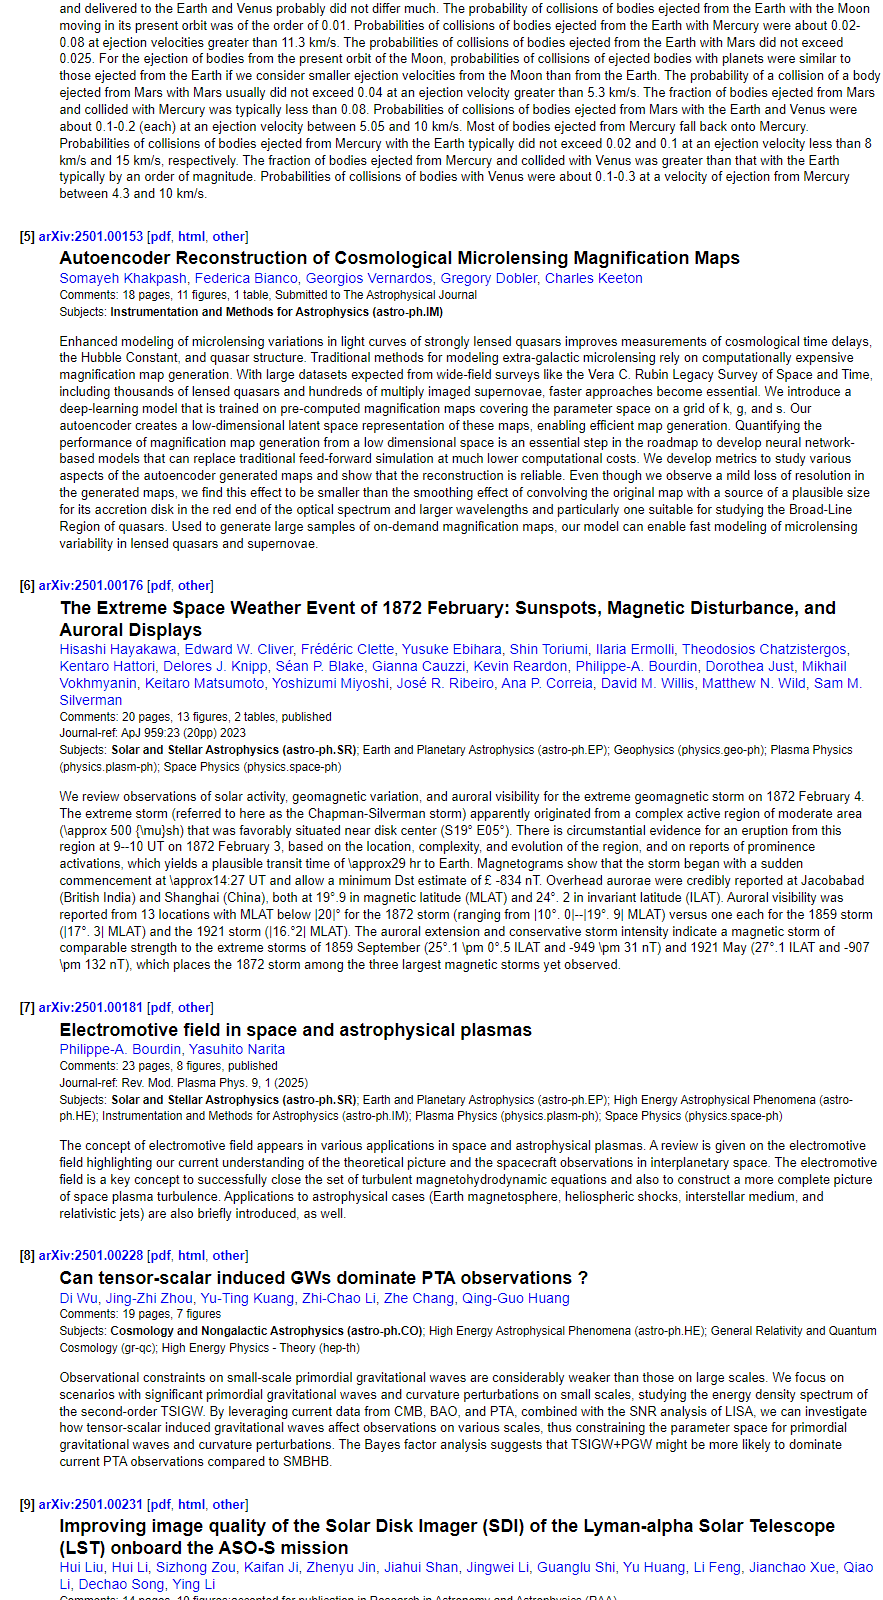 and delivered to the Earth and Venus probably did not differ much. The probability of collisions of bodies ejected from the Earth with the Moon
moving in its present orbit was of the order of 0.01. Probabilities of collisions of bodies ejected from the Earth with Mercury were about 0.02-
0.08 at ejection velocities greater than 11.3 km/s. The probabilities of collisions of bodies ejected from the Earth with Mars did not exceed
0.025. For the ejection of bodies from the present orbit of the Moon, probabilities of collisions of ejected bodies with planets were similar to
those ejected from the Earth if we consider smaller ejection velocities from the Moon than from the Earth. The probability of a collision of a body
ejected from Mars with Mars usually did not exceed 0.04 at an ejection velocity greater than 5.3 km/s. The fraction of bodies ejected from Mars
and collided with Mercury was typically less than 0.08. Probabilities of collisions of bodies ejected from Mars with the Earth and Venus were
about 0.1-0.2 (each) at an ejection velocity between 5.05 and 10 km/s. Most of bodies ejected from Mercury fall back onto Mercury.
Probabilities of collisions of bodies ejected from Mercury with the Earth typically did not exceed 0.02 and 0.1 at an ejection velocity less than 8
km/s and 15 km/s, respectively. The fraction of bodies ejected from Mercury and collided with Venus was greater than that with the Earth
typically by an order of magnitude. Probabilities of collisions of bodies with Venus were about 0.1-0.3 at a velocity of ejection from Mercury
between 4.3 and 10 km/s.
[5] arXiv:2501.00153 [pdf, html, other]
Autoencoder Reconstruction of Cosmological Microlensing Magnification Maps
Somayeh Khakpash, Federica Bianco, Georgios Vernardos, Gregory Dobler, Charles Keeton
Comments: 18 pages, 11 figures, 1 table, Submitted to The Astrophysical Journal
Subjects: Instrumentation and Methods for Astrophysics (astro-ph.IM)
Enhanced modeling of microlensing variations in light curves of strongly lensed quasars improves measurements of cosmological time delays,
the Hubble Constant, and quasar structure. Traditional methods for modeling extra-galactic microlensing rely on computationally expensive
magnification map generation. With large datasets expected from wide-field surveys like the Vera C. Rubin Legacy Survey of Space and Time,
including thousands of lensed quasars and hundreds of multiply imaged supernovae, faster approaches become essential. We introduce a
deep-learning model that is trained on pre-computed magnification maps covering the parameter space on a grid of k, g, and s. Our
autoencoder creates a low-dimensional latent space representation of these maps, enabling efficient map generation. Quantifying the
performance of magnification map generation from a low dimensional space is an essential step in the roadmap to develop neural network-
based models that can replace traditional feed-forward simulation at much lower computational costs. We develop metrics to study various
aspects of the autoencoder generated maps and show that the reconstruction is reliable. Even though we observe a mild loss of resolution in
the generated maps, we find this effect to be smaller than the smoothing effect of convolving the original map with a source of a plausible size
for its accretion disk in the red end of the optical spectrum and larger wavelengths and particularly one suitable for studying the Broad-Line
Region of quasars. Used to generate large samples of on-demand magnification maps, our model can enable fast modeling of microlensing
variability in lensed quasars and supernovae.
[6] arXiv:2501.00176 [pdf, other]
The Extreme Space Weather Event of 1872 February: Sunspots, Magnetic Disturbance, and
Auroral Displays
Hisashi Hayakawa, Edward W. Cliver, Frédéric Clette, Yusuke Ebihara, Shin Toriumi, Ilaria Ermolli, Theodosios Chatzistergos,
Kentaro Hattori, Delores J. Knipp, Séan P. Blake, Gianna Cauzzi, Kevin Reardon, Philippe-A. Bourdin, Dorothea Just, Mikhail
Vokhmyanin, Keitaro Matsumoto, Yoshizumi Miyoshi, José R. Ribeiro, Ana P. Correia, David M. Willis, Matthew N. Wild, Sam M.
Silverman
Comments: 20 pages, 13 figures, 2 tables, published
Journal-ref: ApJ 959:23 (20pp) 2023
Subjects: Solar and Stellar Astrophysics (astro-ph.SR); Earth and Planetary Astrophysics (astro-ph.EP); Geophysics (physics.geo-ph); Plasma Physics
(physics.plasm-ph); Space Physics (physics.space-ph)
We review observations of solar activity, geomagnetic variation, and auroral visibility for the extreme geomagnetic storm on 1872 February 4.
The extreme storm (referred to here as the Chapman-Silverman storm) apparently originated from a complex active region of moderate area
(\approx 500 {\mu}sh) that was favorably situated near disk center (S19° E05°). There is circumstantial evidence for an eruption from this
region at 9--10 UT on 1872 February 3, based on the location, complexity, and evolution of the region, and on reports of prominence
activations, which yields a plausible transit time of \approx29 hr to Earth. Magnetograms show that the storm began with a sudden
commencement at \approx14:27 UT and allow a minimum Dst estimate of £ -834 nT. Overhead aurorae were credibly reported at Jacobabad
(British India) and Shanghai (China), both at 19°.9 in magnetic latitude (MLAT) and 24°. 2 in invariant latitude (ILAT). Auroral visibility was
reported from 13 locations with MLAT below |20|° for the 1872 storm (ranging from |10°. 0|--|19°. 9| MLAT) versus one each for the 1859 storm
(|17°. 3| MLAT) and the 1921 storm (|16.°2| MLAT). The auroral extension and conservative storm intensity indicate a magnetic storm of
comparable strength to the extreme storms of 1859 September (25°.1 \pm 0°.5 ILAT and -949 \pm 31 nT) and 1921 May (27°.1 ILAT and -907
\pm 132 nT), which places the 1872 storm among the three largest magnetic storms yet observed.
[7] arXiv:2501.00181 [pdf, other]
Electromotive field in space and astrophysical plasmas
Philippe-A. Bourdin, Yasuhito Narita
Comments: 23 pages, 8 figures, published
Journal-ref: Rev. Mod. Plasma Phys. 9, 1 (2025)
Subjects: Solar and Stellar Astrophysics (astro-ph.SR); Earth and Planetary Astrophysics (astro-ph.EP); High Energy Astrophysical Phenomena (astro-
ph.HE); Instrumentation and Methods for Astrophysics (astro-ph.IM); Plasma Physics (physics.plasm-ph); Space Physics (physics.space-ph)
The concept of electromotive field appears in various applications in space and astrophysical plasmas. A review is given on the electromotive
field highlighting our current understanding of the theoretical picture and the spacecraft observations in interplanetary space. The electromotive
field is a key concept to successfully close the set of turbulent magnetohydrodynamic equations and also to construct a more complete picture
of space plasma turbulence. Applications to astrophysical cases (Earth magnetosphere, heliospheric shocks, interstellar medium, and
relativistic jets) are also briefly introduced, as well.
[8] arXiv:2501.00228 [pdf, html, other]
Can tensor-scalar induced GWs dominate PTA observations ?
Di Wu, Jing-Zhi Zhou, Yu-Ting Kuang, Zhi-Chao Li, Zhe Chang, Qing-Guo Huang
Comments: 19 pages, 7 figures
Subjects: Cosmology and Nongalactic Astrophysics (astro-ph.CO); High Energy Astrophysical Phenomena (astro-ph.HE); General Relativity and Quantum
Cosmology (gr-qc); High Energy Physics - Theory (hep-th)
Observational constraints on small-scale primordial gravitational waves are considerably weaker than those on large scales. We focus on
scenarios with significant primordial gravitational waves and curvature perturbations on small scales, studying the energy density spectrum of
the second-order TSIGW. By leveraging current data from CMB, BAO, and PTA, combined with the SNR analysis of LISA, we can investigate
how tensor-scalar induced gravitational waves affect observations on various scales, thus constraining the parameter space for primordial
gravitational waves and curvature perturbations. The Bayes factor analysis suggests that TSIGW+PGW might be more likely to dominate
current PTA observations compared to SMBHB.
[9] arXiv:2501.00231 [pdf, html, other]
Improving image quality of the Solar Disk Imager (SDI) of the Lyman-alpha Solar Telescope
(LST) onboard the ASO-S mission
Hui Liu, Hui Li, Sizhong Zou, Kaifan Ji, Zhenyu Jin, Jiahui Shan, Jingwei Li, Guanglu Shi, Yu Huang, Li Feng, Jianchao Xue, Qiao
Li, Dechao Song, Ying Li
Comments: 14 pages, 10 figures;accepted for publication in Research in Astronomy and Astrophysics (RAA)